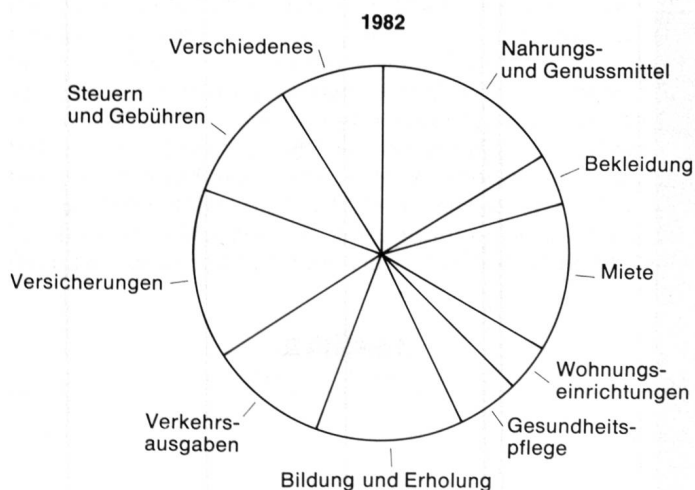 1982
Nahrungs-
und Genussmittel
Bekleidung
Miete
Wohnungs-
einrichtungen
Gesundheits-
pflege
Bildung und Erholung
Verkehrs-
ausgaben
Versicherungen
Steuern
und Gebühren
Verschiedenes